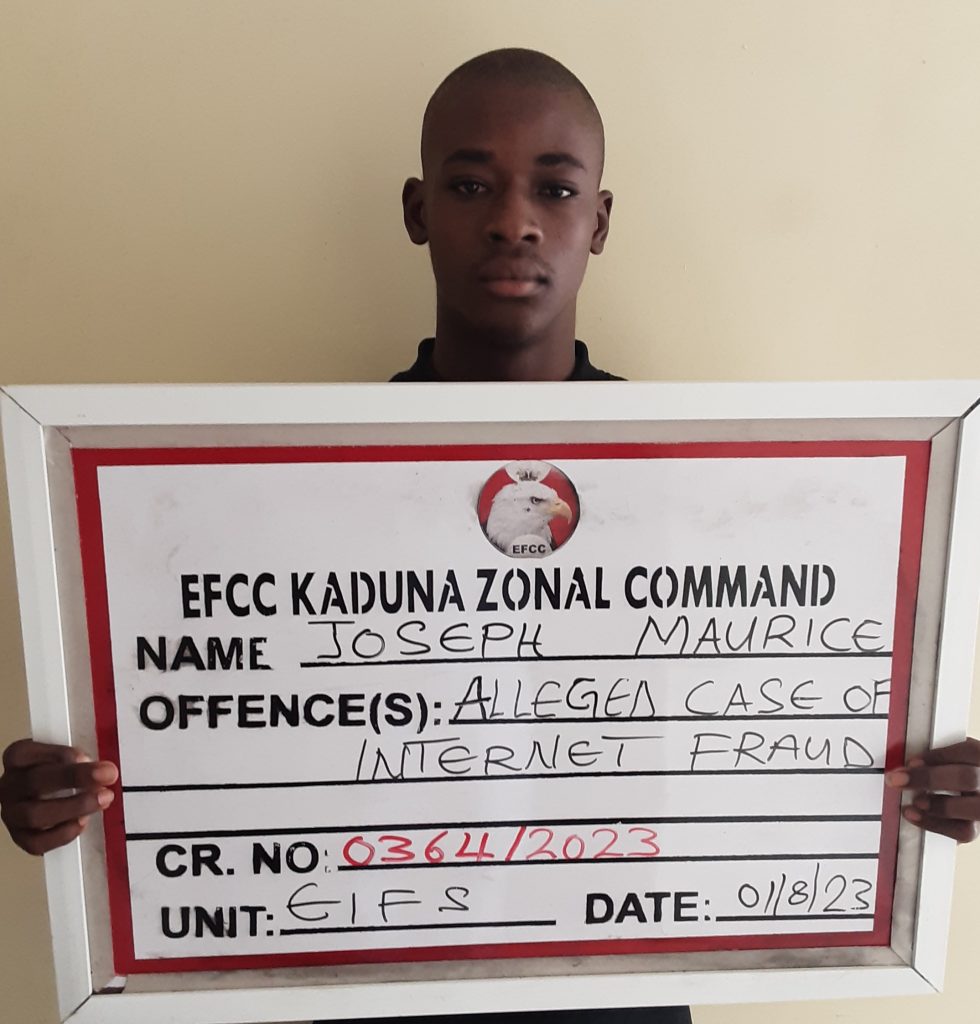 EFCC
EFCC KADUNA ZONAL COMMAND
NAME JOSEPH MAURICE
OFFENCE(S): ALLEGED CASE OF
INTERNET FRAUD
CR. NO: 0364/2023
UNIT: EIFS DATE: 01/8/23